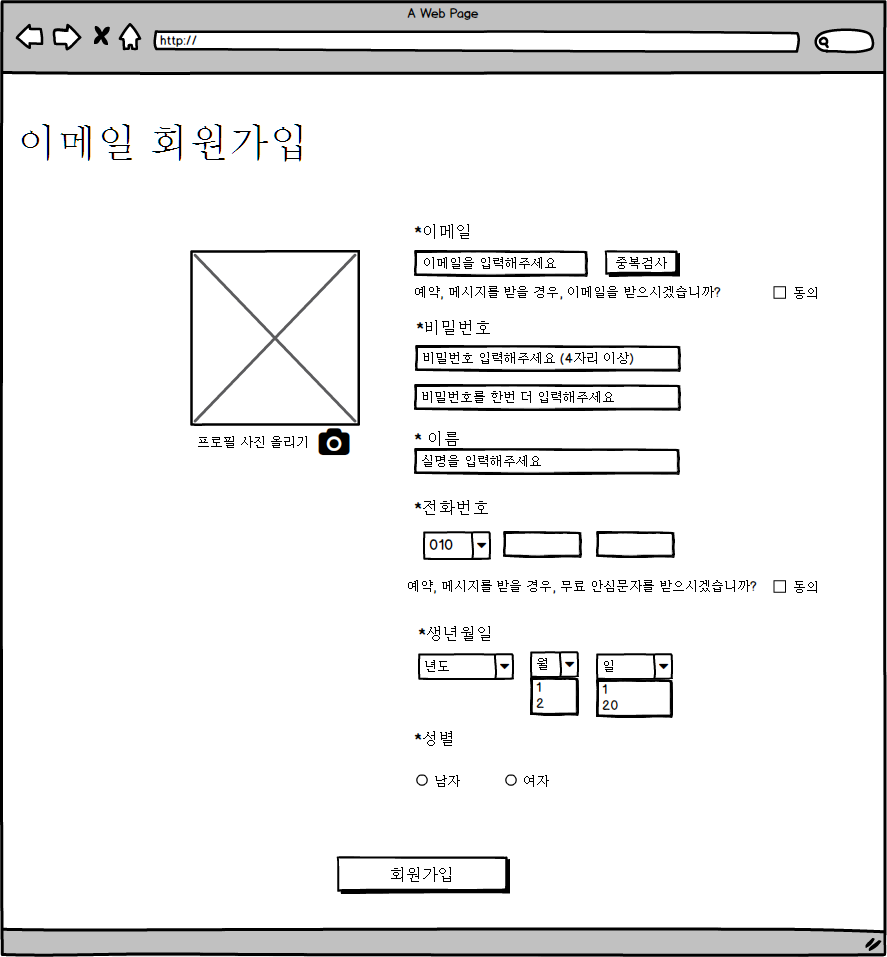 A Web Page
http://
이메일 회원가입
*이메일
이메일을 입력해주세요
중복검사
예약, 메시지를 받을 경우, 이메일을 받으시겠습니까?
동의
*비밀번호
비밀번호 입력해주세요 (4자리 이상)
비밀번호를 한번 더 입력해주세요
프로필 사진 올리기
* 이름
실명을 입력해주세요
*전화번호
010
예약, 메시지를 받을 경우, 무료 안심문자를 받으시겠습니까?
동의
*생년월일
년도
월
일
1
2
1
20
*성별
남자
여자
회원가입